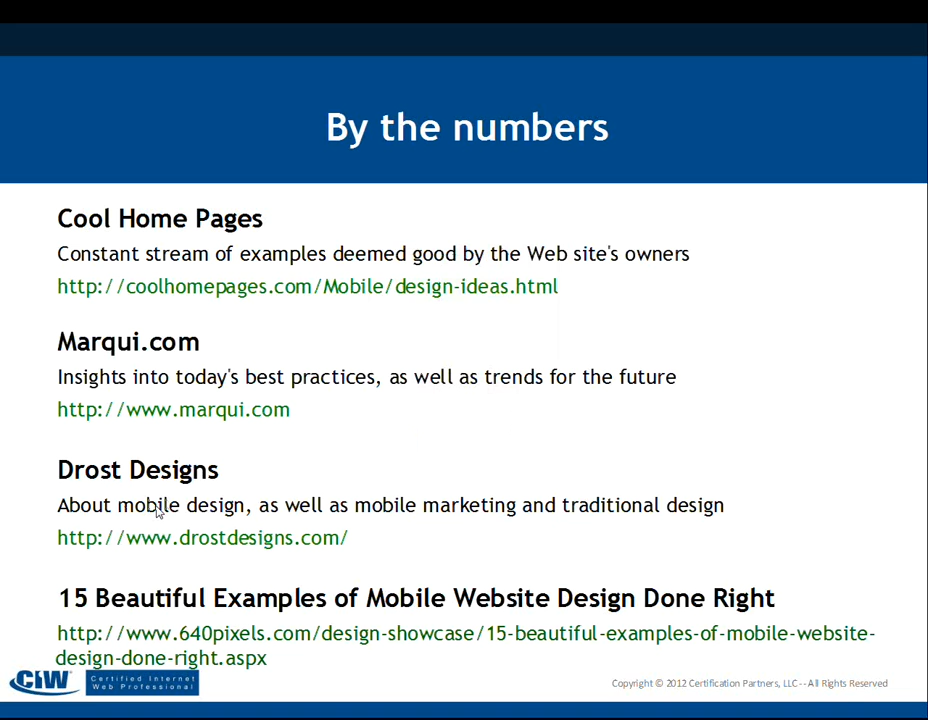 By the numbers
Cool Home Pages
Constant stream of examples deemed good by the Web site's owners
http://coolhomepages.com/Mobile/design-ideas.html
Marqui.com
Insights into today's best practices, as well as trends for the future
http://www.marqui.com
Drost Designs
About mobile design, as well as mobile marketing and traditional design
http://www.drostdesigns.com/
15 Beautiful Examples of Mobile Website Design Done Right
http://www.640pixels.com/design-showcase/15-beautiful-examples-of-mobile-website-
design-done-right.aspx
CIW
Certified Internet
Web Professional
Copyright © 2012 Certification Partners, LLC -- All Rights Reserved